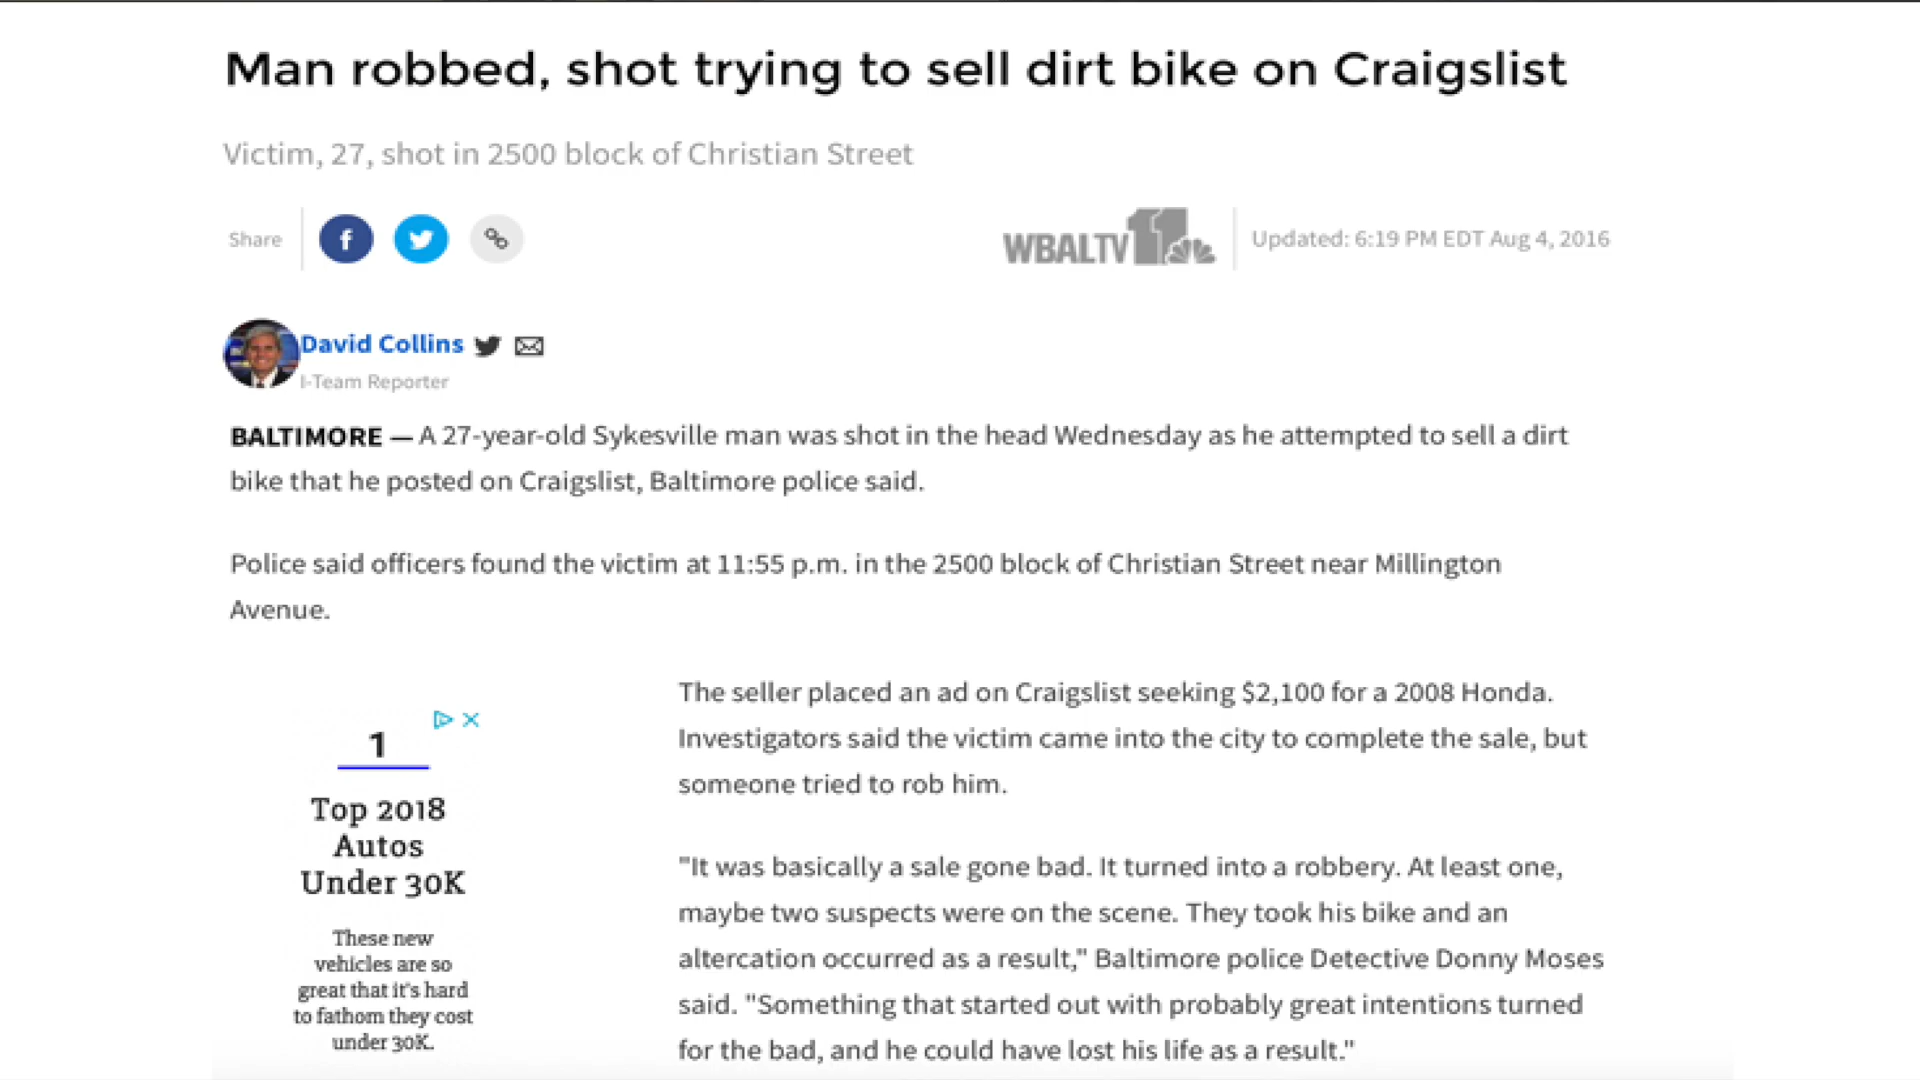 Man robbed, shot trying to sell dirt bike on Craigslist
Victim, 27, shot in 2500 block of Christian Street
Share
f
WBALTV 11
Updated: 6:19 PM EDT Aug 4, 2016
David Collins
I-Team Reporter
BALTIMORE — A 27-year-old Sykesville man was shot in the head Wednesday as he attempted to sell a dirt
bike that he posted on Craigslist, Baltimore police said.
Police said officers found the victim at 11:55 p.m. in the 2500 block of Christian Street near Millington
Avenue.
1
Top 2018
Autos
Under 30K
These new
vehicles are so
great that it's hard
to fathom they cost
under 30K.
The seller placed an ad on Craigslist seeking $2,100 for a 2008 Honda.
Investigators said the victim came into the city to complete the sale, but
someone tried to rob him.
"It was basically a sale gone bad. It turned into a robbery. At least one,
maybe two suspects were on the scene. They took his bike and an
altercation occurred as a result," Baltimore police Detective Donny Moses
said. "Something that started out with probably great intentions turned
for the bad, and he could have lost his life as a result."